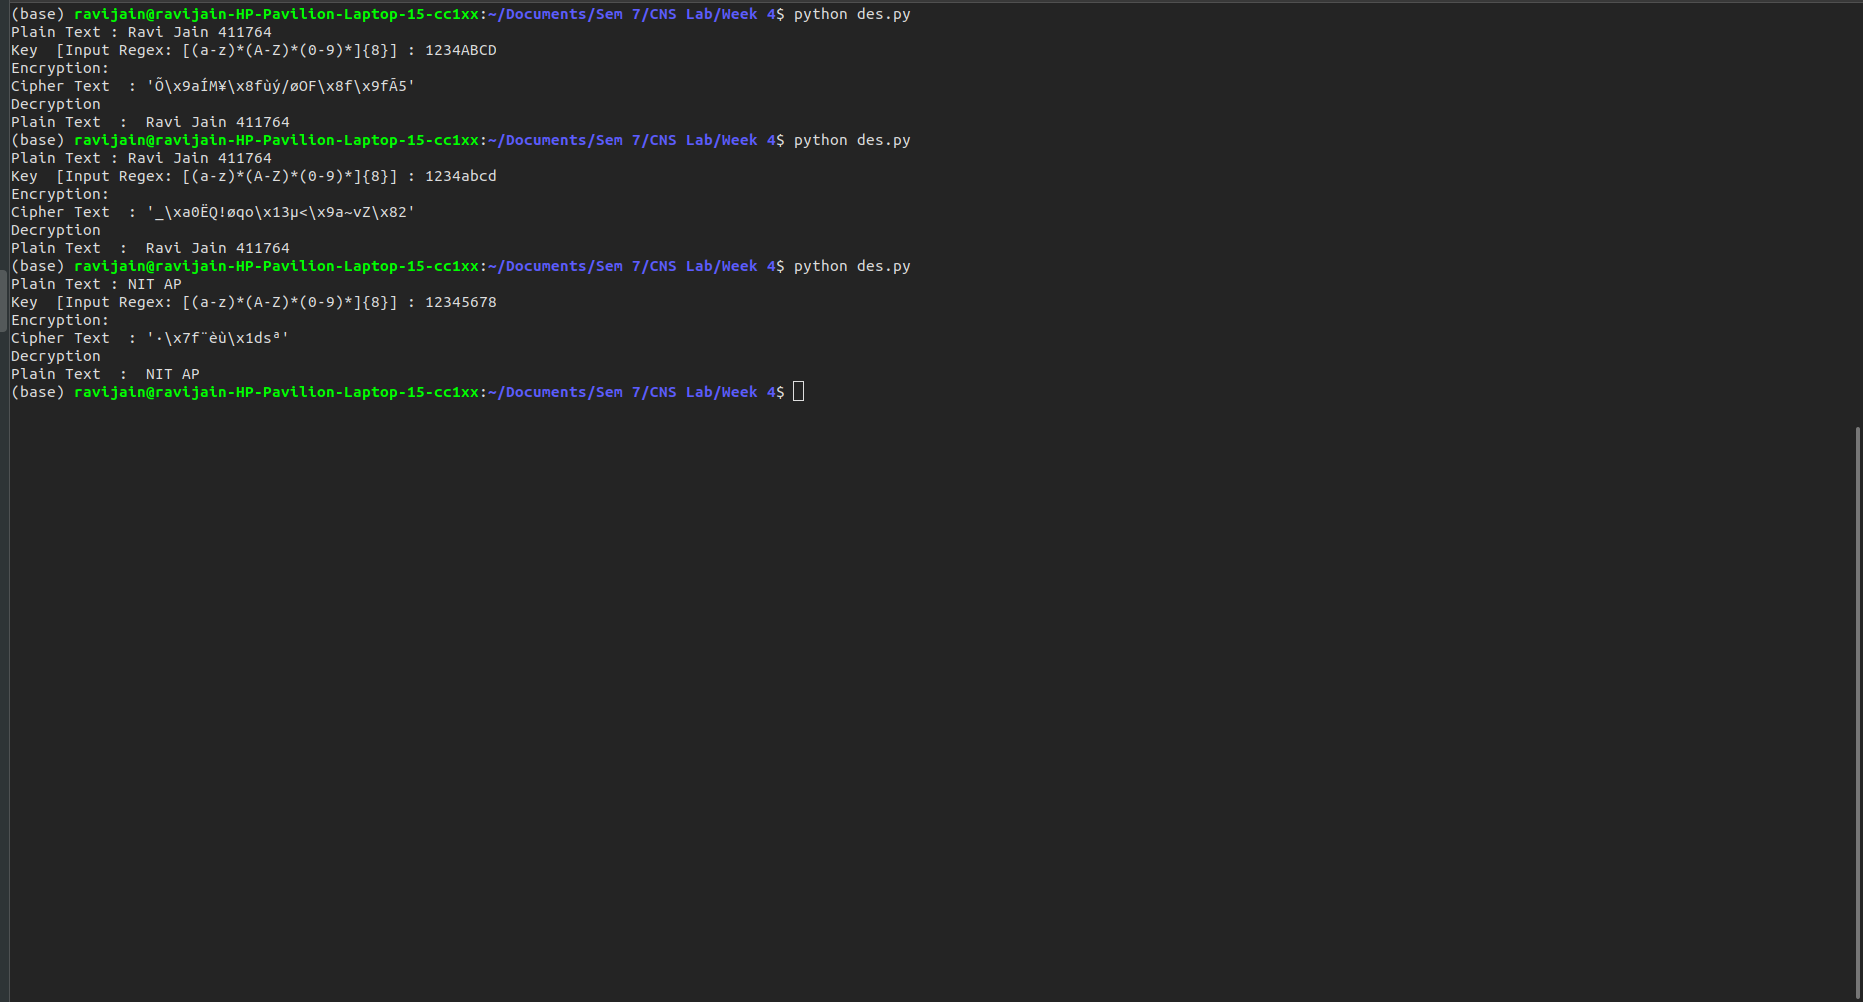 (base) ravijain@ravijain-HP-Pavilion-Laptop-15-cc1xx:~/Documents/Sem 7/CNS Lab/Week 4$ python des.py
Plain Text : Ravi Jain 411764
Key  [Input Regex: [(a-z)*(A-Z)*(0-9)*]{8}] : 1234ABCD
Encryption:
Cipher Text  : 'Õ\x9aÍM¥\x8fùý/øOF\x8f\x9fÃ5'
Decryption
Plain Text  :  Ravi Jain 411764
(base) ravijain@ravijain-HP-Pavilion-Laptop-15-cc1xx:~/Documents/Sem 7/CNS Lab/Week 4$ python des.py
Plain Text : Ravi Jain 411764
Key  [Input Regex: [(a-z)*(A-Z)*(0-9)*]{8}] : 1234abcd
Encryption:
Cipher Text  : '_\xa0ËQ!øqo\x13µ<\x9a~vZ\x82'
Decryption
Plain Text  :  Ravi Jain 411764
(base) ravijain@ravijain-HP-Pavilion-Laptop-15-cc1xx:~/Documents/Sem 7/CNS Lab/Week 4$ python des.py
Plain Text : NIT AP
Key  [Input Regex: [(a-z)*(A-Z)*(0-9)*]{8}] : 12345678
Encryption:
Cipher Text  : '·\x7f¨èù\x1dsª'
Decryption
Plain Text  :  NIT AP
(base) ravijain@ravijain-HP-Pavilion-Laptop-15-cc1xx:~/Documents/Sem 7/CNS Lab/Week 4$